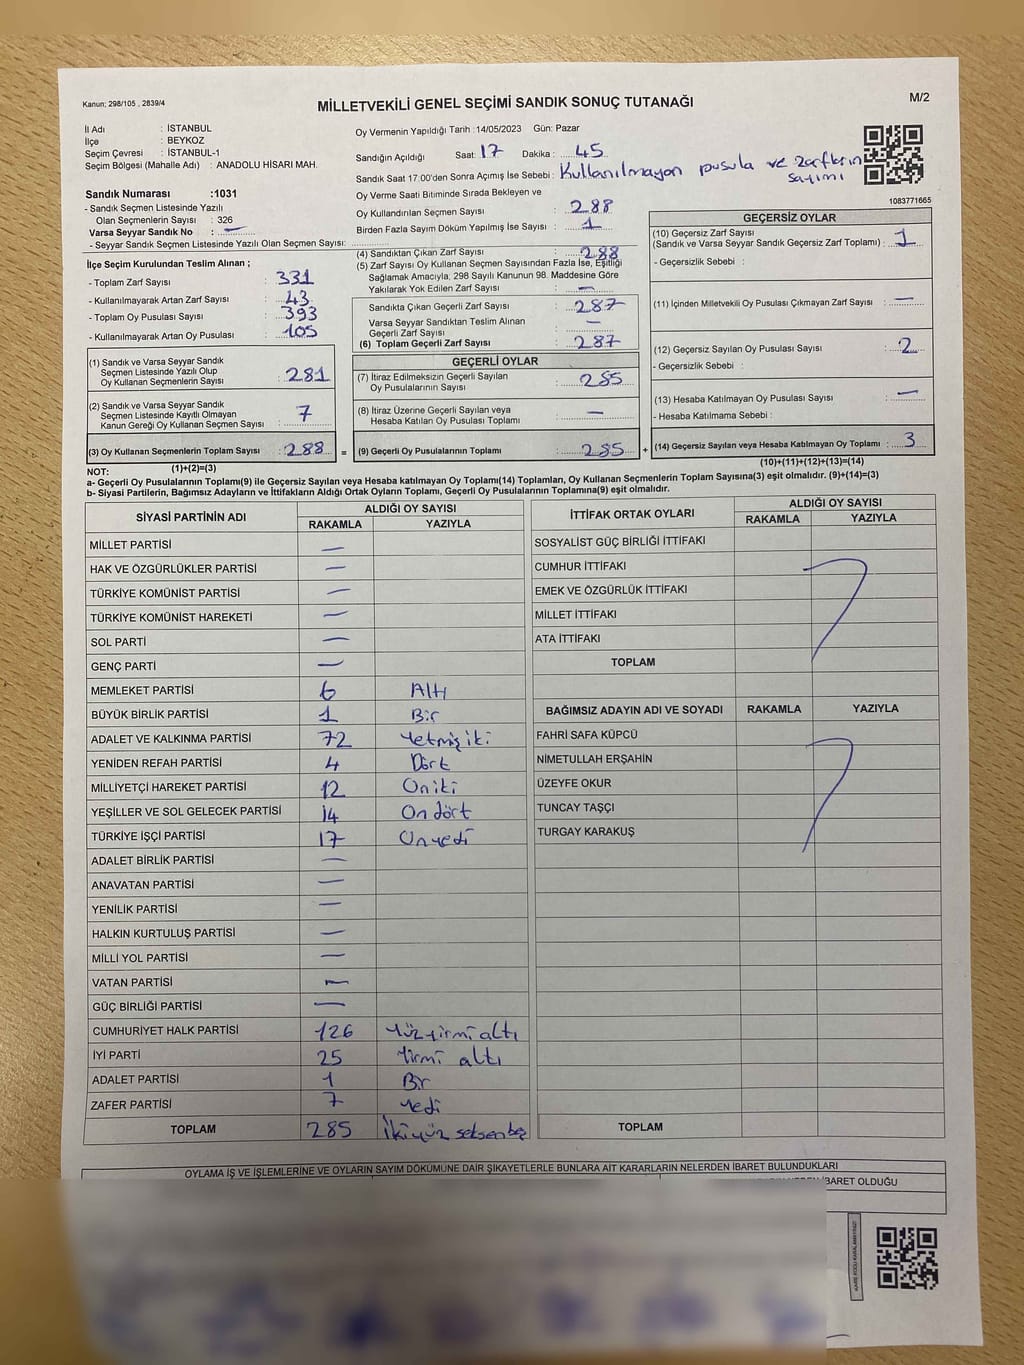 Kanun; 298/105 , 2839/4
MİLLETVEKİLİ GENEL SEÇİMİ SANDIK SONUÇ TUTANAĞI
M/2
İl Adı : İSTANBUL
İlçe : BEYKOZ
Seçim Çevresi : İSTANBUL-1
Seçim Bölgesi (Mahalle Adı) : ANADOLU HİSARI MAH.
Oy Vermenin Yapıldığı Tarih :14/05/2023 Gün: Pazar
Sandığın Açıldığı Saat: 17 Dakika : 45
Sandık Saat 17:00'den Sonra Açımış İse Sebebi : Kullanılmayan pusula ve zarfların sayımı
1083771665
Sandık Numarası :1031
- Sandık Seçmen Listesinde Yazılı
Olan Seçmenlerin Sayısı : 326
Varsa Seyyar Sandık No : —
- Seyyar Sandık Seçmen Listesinde Yazılı Olan Seçmen Sayısı:
Oy Verme Saati Bitiminde Sırada Bekleyen ve
Oy Kullandırılan Seçmen Sayısı : 288
Birden Fazla Sayım Döküm Yapılmış İse Sayısı : 1
İlçe Seçim Kurulundan Teslim Alınan ;
- Toplam Zarf Sayısı : 331
- Kullanılmayarak Artan Zarf Sayısı : 43
- Toplam Oy Pusulası Sayısı : 393
- Kullanılmayarak Artan Oy Pusulası : 105
(4) Sandıktan Çıkan Zarf Sayısı : 288
(5) Zarf Sayısı Oy Kullanan Seçmen Sayısından Fazla İse, Eşitliği
Sağlamak Amacıyla, 298 Sayılı Kanunun 98. Maddesine Göre
Yakılarak Yok Edilen Zarf Sayısı : —
Sandıkta Çıkan Geçerli Zarf Sayısı : 287
Varsa Seyyar Sandıktan Teslim Alınan
Geçerli Zarf Sayısı : —
(6) Toplam Geçerli Zarf Sayısı : 287
(1) Sandık ve Varsa Seyyar Sandık
Seçmen Listesinde Yazılı Olup
Oy Kullanan Seçmenlerin Sayısı : 281
(2) Sandık ve Varsa Seyyar Sandık
Seçmen Listesinde Kayıtlı Olmayan
Kanun Gereği Oy Kullanan Seçmen Sayısı : 7
(3) Oy Kullanan Seçmenlerin Toplam Sayısı : 288 =
GEÇERLİ OYLAR
(7) İtiraz Edilmeksizin Geçerli Sayılan
Oy Pusulalarının Sayısı : 285
(8) İtiraz Üzerine Geçerli Sayılan veya
Hesaba Katılan Oy Pusulası Toplamı : —
(9) Geçerli Oy Pusulalarının Toplamı : 285 +
GEÇERSİZ OYLAR
(10) Geçersiz Zarf Sayısı
(Sandık ve Varsa Seyyar Sandık Geçersiz Zarf Toplamı) : 1
- Geçersizlik Sebebi :
(11) İçinden Milletvekili Oy Pusulası Çıkmayan Zarf Sayısı : —
(12) Geçersiz Sayılan Oy Pusulası Sayısı : 2
- Geçersizlik Sebebi :
(13) Hesaba Katılmayan Oy Pusulası Sayısı : —
- Hesaba Katılmama Sebebi :
(14) Geçersiz Sayılan veya Hesaba Katılmayan Oy Toplamı : 3
NOT: (1)+(2)=(3) (10)+(11)+(12)+(13)=(14)
a- Geçerli Oy Pusulalarının Toplamı(9) ile Geçersiz Sayılan veya Hesaba katılmayan Oy Toplamı(14) Toplamları, Oy Kullanan Seçmenlerin Toplam Sayısına(3) eşit olmalıdır. (9)+(14)=(3)
b- Siyasi Partilerin, Bağımsız Adayların ve İttifakların Aldığı Ortak Oyların Toplamı, Geçerli Oy Pusulalarının Toplamına(9) eşit olmalıdır.
SİYASİ PARTİNİN ADI ALDIĞI OY SAYISI
RAKAMLA YAZIYLA
MİLLET PARTİSİ —
HAK VE ÖZGÜRLÜKLER PARTİSİ —
TÜRKİYE KOMÜNİST PARTİSİ —
TÜRKİYE KOMÜNİST HAREKETİ —
SOL PARTİ —
GENÇ PARTİ —
MEMLEKET PARTİSİ 6 Altı
BÜYÜK BİRLİK PARTİSİ 1 Bir
ADALET VE KALKINMA PARTİSİ 72 Yetmiş iki
YENİDEN REFAH PARTİSİ 4 Dört
MİLLİYETÇİ HAREKET PARTİSİ 12 Oniki
YEŞİLLER VE SOL GELECEK PARTİSİ 14 On dört
TÜRKİYE İŞÇİ PARTİSİ 17 Onyedi
ADALET BİRLİK PARTİSİ —
ANAVATAN PARTİSİ —
YENİLİK PARTİSİ —
HALKIN KURTULUŞ PARTİSİ —
MİLLİ YOL PARTİSİ —
VATAN PARTİSİ —
GÜÇ BİRLİĞİ PARTİSİ —
CUMHURİYET HALK PARTİSİ 126 Yüzyirmi altı
İYİ PARTİ 25 Yirmi altı
ADALET PARTİSİ 1 Bir
ZAFER PARTİSİ 7 Yedi
TOPLAM 285 İkiyüz seksen beş
İTTİFAK ORTAK OYLARI ALDIĞI OY SAYISI
RAKAMLA YAZIYLA
SOSYALİST GÜÇ BİRLİĞİ İTTİFAKI
CUMHUR İTTİFAKI
EMEK VE ÖZGÜRLÜK İTTİFAKI
MİLLET İTTİFAKI
ATA İTTİFAKI
TOPLAM
BAĞIMSIZ ADAYIN ADI VE SOYADI RAKAMLA YAZIYLA
FAHRİ SAFA KÜPCÜ
NİMETULLAH ERŞAHİN
ÜZEYFE OKUR
TUNCAY TAŞÇI
TURGAY KARAKUŞ
TOPLAM
OYLAMA İŞ VE İŞLEMLERİNE VE OYLARIN SAYIM DÖKÜMÜNE DAİR ŞİKAYETLERLE BUNLARA AİT KARARLARIN NELERDEN İBARET BULUNDUKLARI
İBARET OLDUĞU